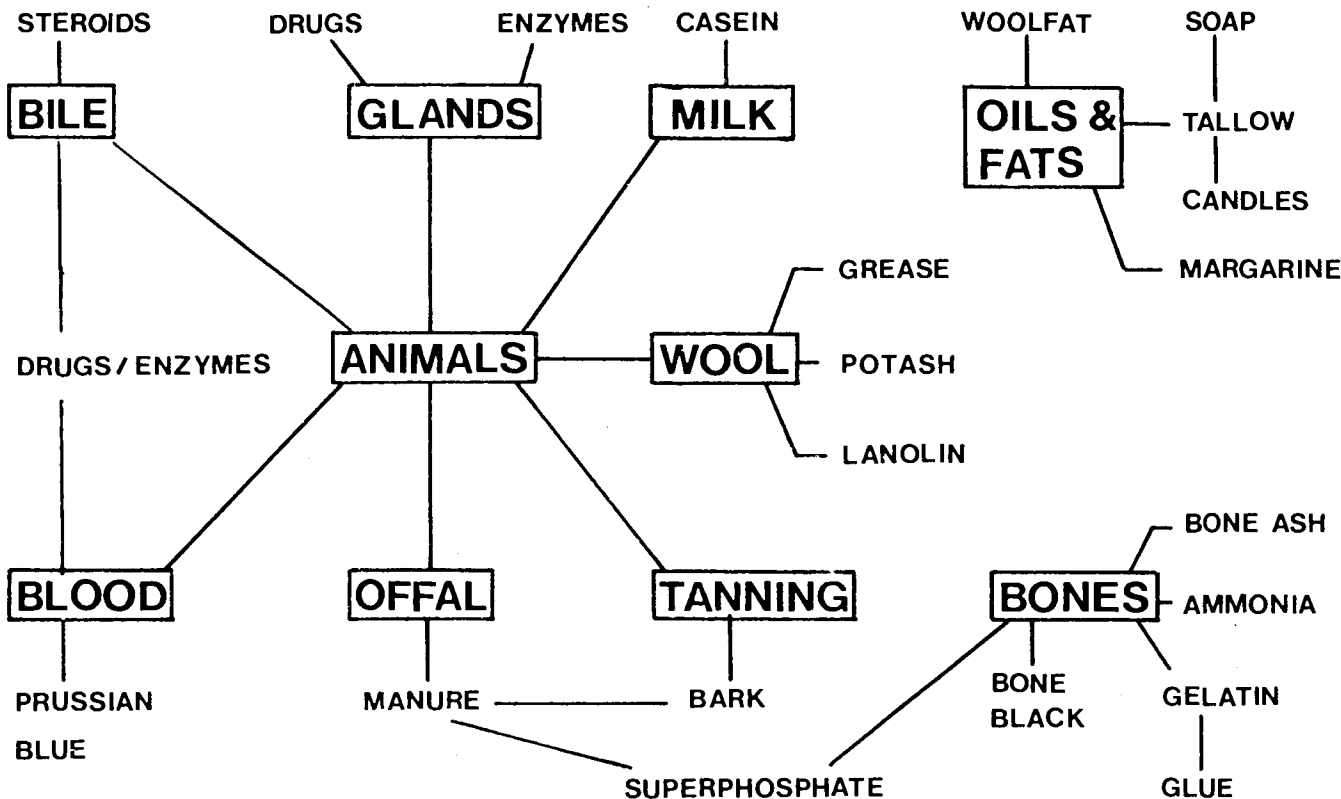 STEROIDS
DRUGS
ENZYMES
CASEIN
WOOLFAT
SOAP
BILE
GLANDS
MILK
OILS &
FATS
TALLOW
CANDLES
GREASE
MARGARINE
DRUGS / ENZYMES
ANIMALS
WOOL
POTASH
LANOLIN
BONE ASH
BLOOD
OFFAL
TANNING
BONES
AMMONIA
PRUSSIAN
BLUE
MANURE
BARK
BONE
BLACK
GELATIN
SUPERPHOSPHATE
GLUE